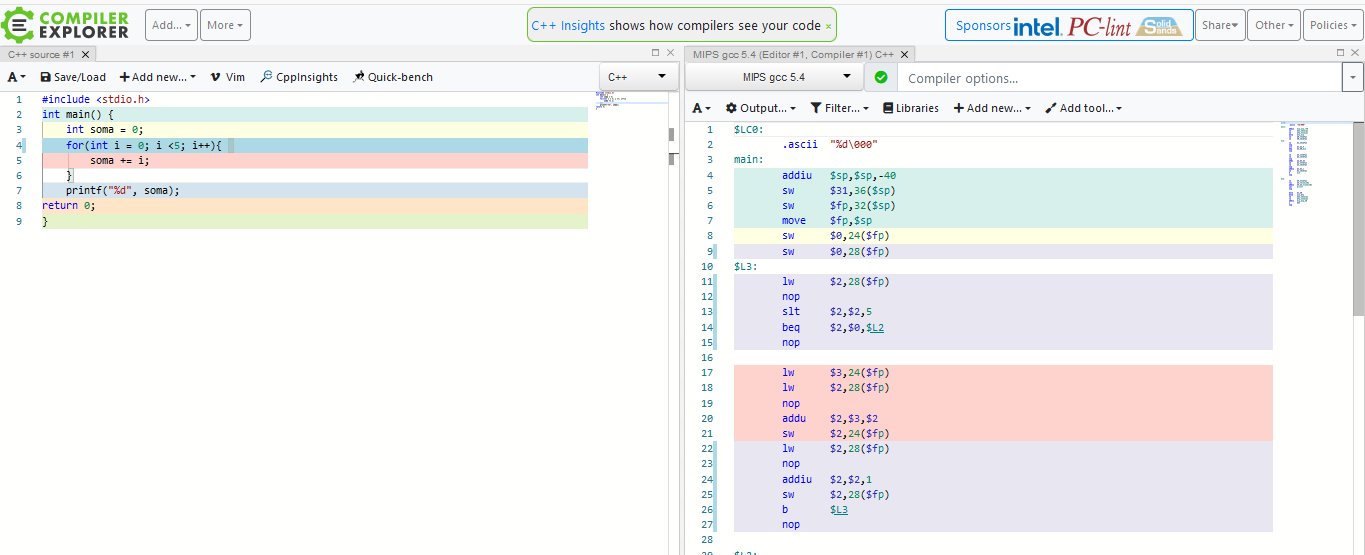 COMPILER
EXPLORER
Add...
More
C++ Insights shows how compilers see your code ×
Sponsors intel. PC-lint Solid Sands
Share
Other
Policies
C++ source #1 ×
A
Save/Load
+ Add new...
Vim
CppInsights
Quick-bench
C++
1 #include <stdio.h>
2 int main() {
3 int soma = 0;
4 for(int i = 0; i <5; i++){
5 soma += i;
6 }
7 printf("%d", soma);
8 return 0;
9 }
MIPS gcc 5.4 (Editor #1, Compiler #1) C++ ×
MIPS gcc 5.4
Compiler options...
A
Output...
Filter...
Libraries
+ Add new...
Add tool...
1 $LC0:
2 .ascii "%d\000"
3 main:
4 addiu $sp,$sp,-40
5 sw $31,36($sp)
6 sw $fp,32($sp)
7 move $fp,$sp
8 sw $0,24($fp)
9 sw $0,28($fp)
10 $L3:
11 lw $2,28($fp)
12 nop
13 slt $2,$2,5
14 beq $2,$0,$L2
15 nop
16
17 lw $3,24($fp)
18 lw $2,28($fp)
19 nop
20 addu $2,$3,$2
21 sw $2,24($fp)
22 lw $2,28($fp)
23 nop
24 addiu $2,$2,1
25 sw $2,28($fp)
26 b $L3
27 nop
28